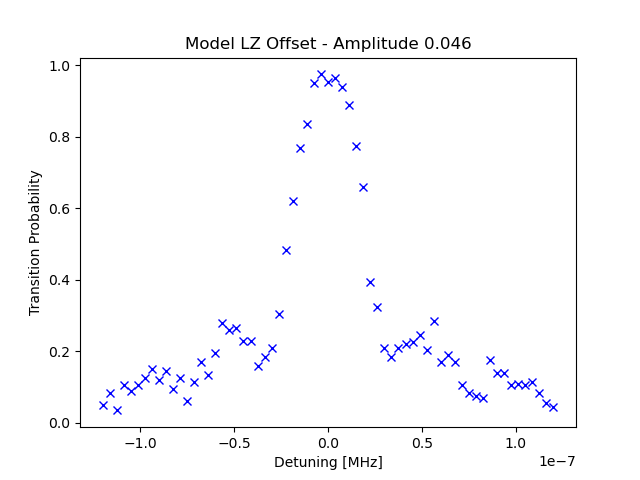 Model LZ Offset - Amplitude 0.046
Transition Probability
1.0
0.8
0.6
0.4
0.2
0.0
−1.0 −0.5 0.0 0.5 1.0
1e−7
Detuning [MHz]